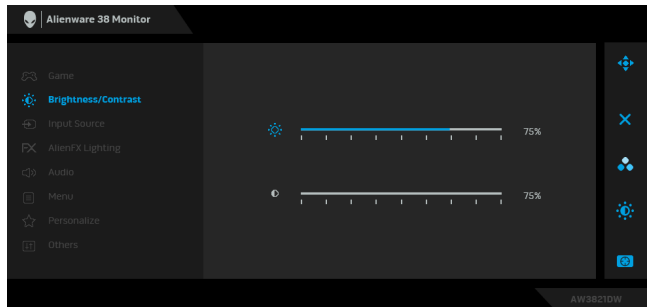 Alienware 38 Monitor
Game
Brightness/Contrast
Input Source
AlienFX Lighting
Audio
Menu
Personalize
Others
75%
75%
AW3821DW